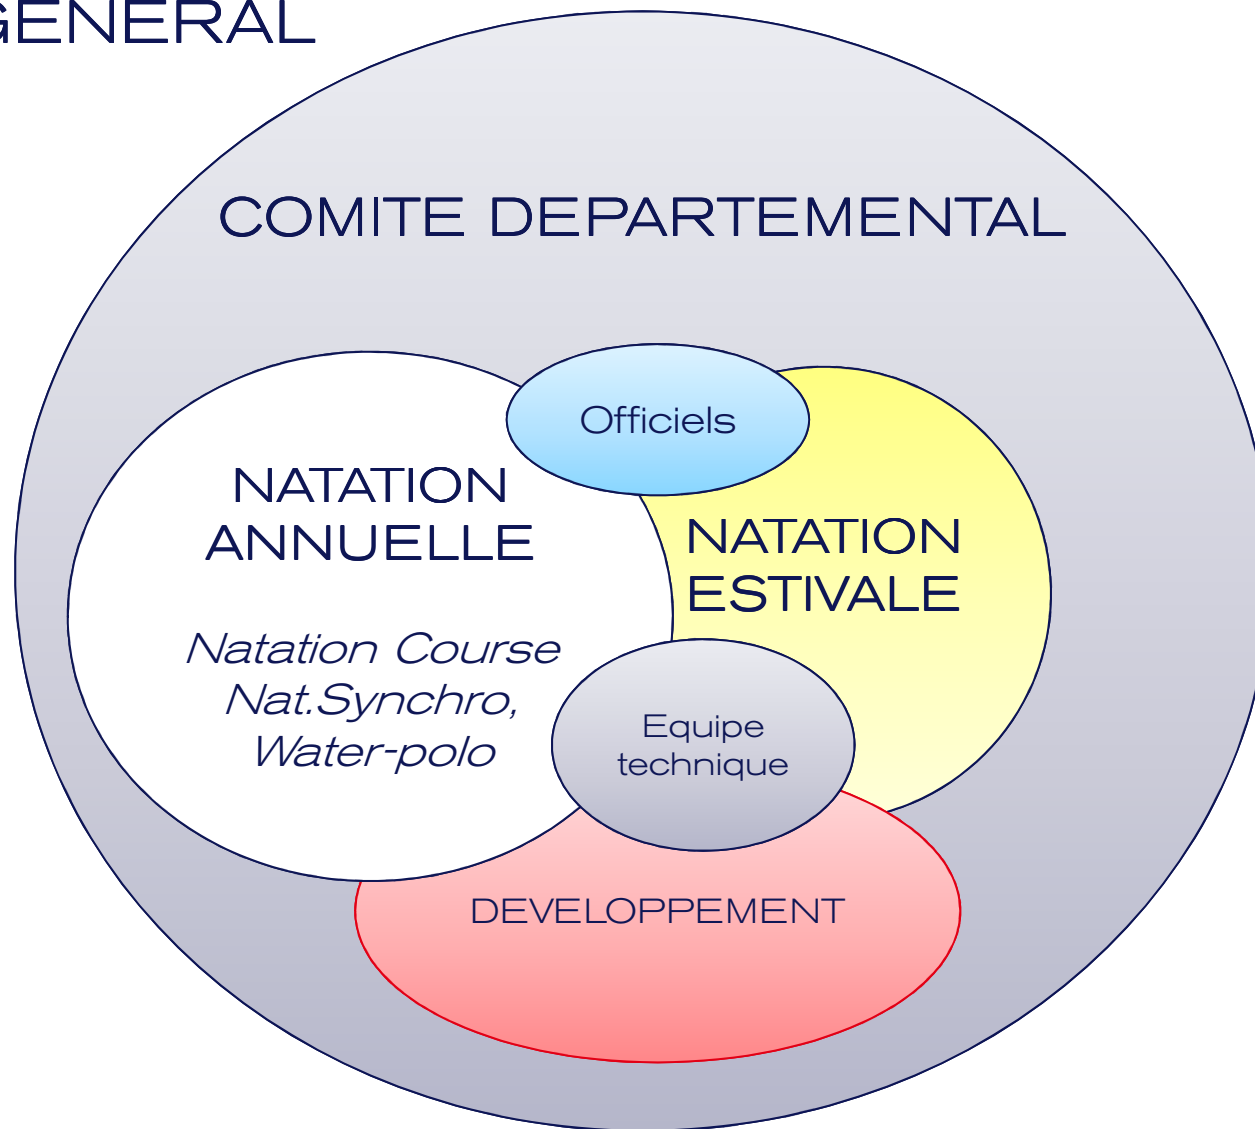 GENERAL
COMITE DEPARTEMENTAL
Officiels
NATATION
ANNUELLE
NATATION
ESTIVALE
Natation Course
Nat.Synchro,
Water-polo
Equipe
technique
DEVELOPPEMENT